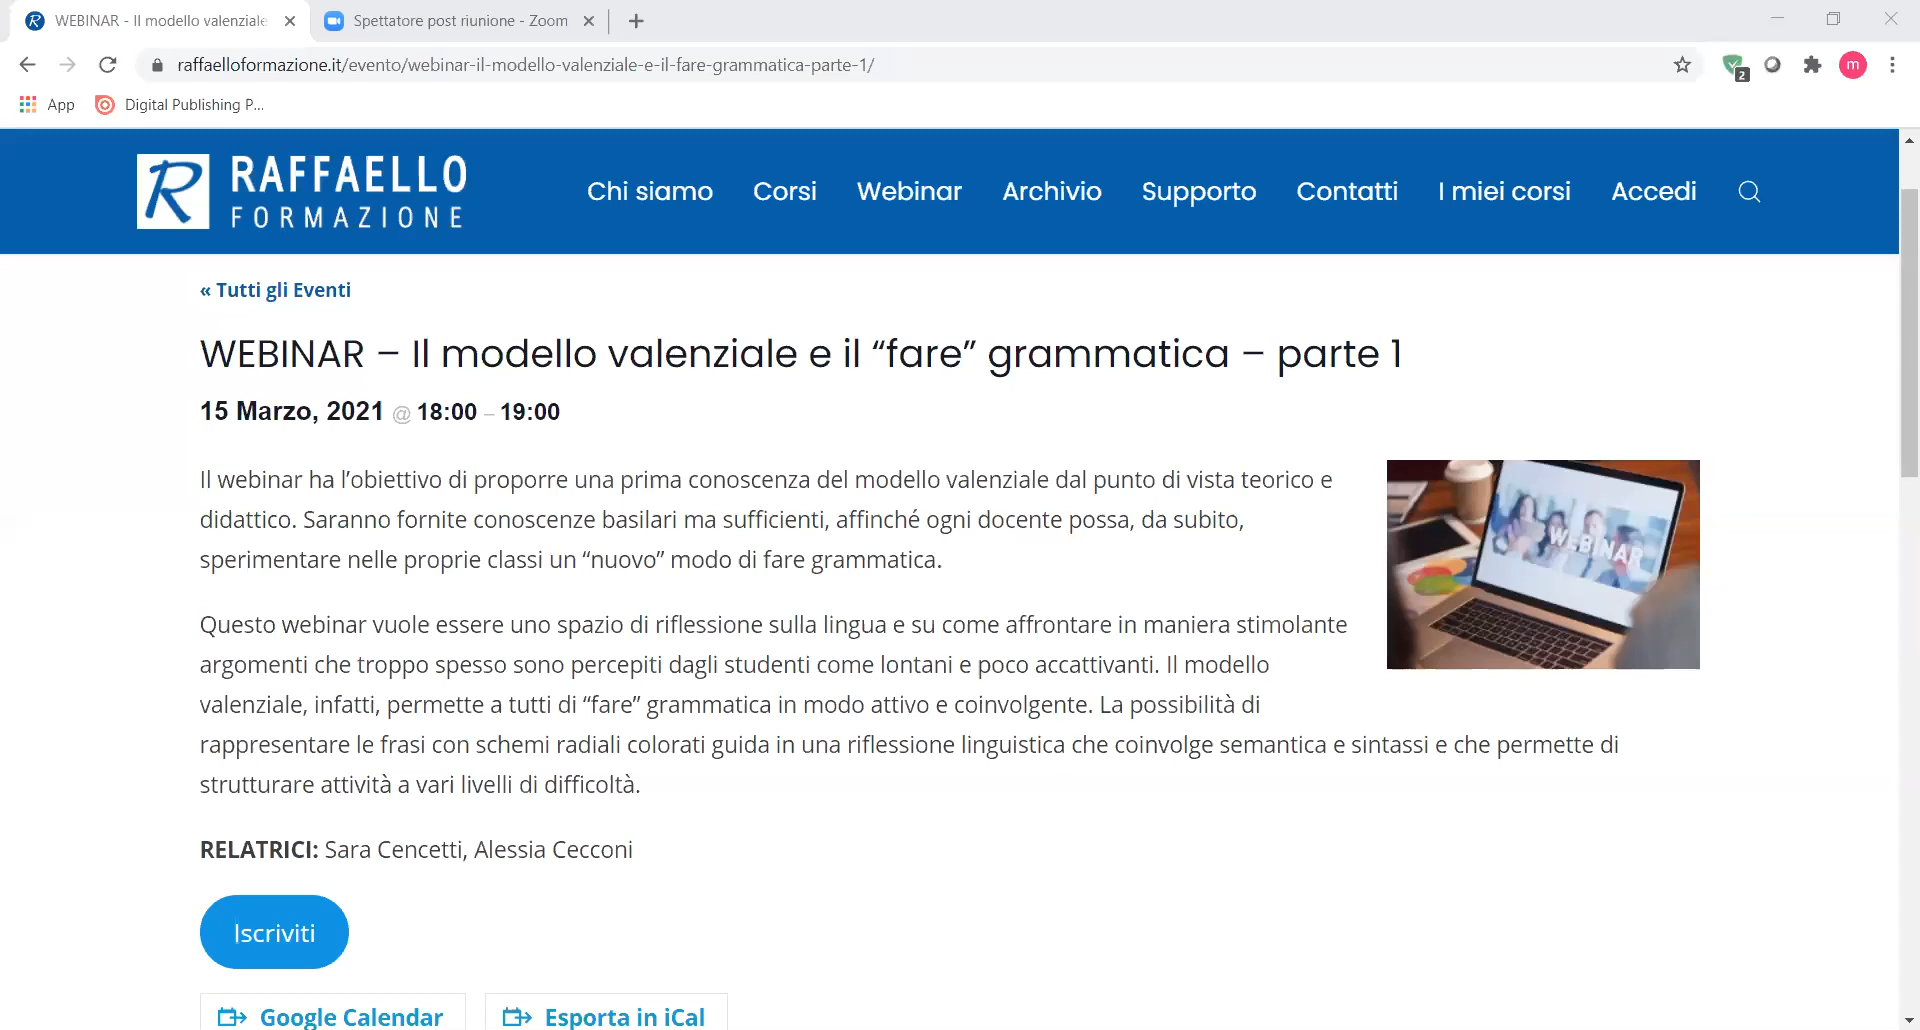 WEBINAR - Il modello valenziale
Spettatore post riunione - Zoom
raffaelloformazione.it/evento/webinar-il-modello-valenziale-e-il-fare-grammatica-parte-1/
2
m
App
Digital Publishing P...
R
RAFFAELLO
FORMAZIONE
Chi siamo
Corsi
Webinar
Archivio
Supporto
Contatti
I miei corsi
Accedi
« Tutti gli Eventi
WEBINAR – Il modello valenziale e il “fare” grammatica – parte 1
15 Marzo, 2021 @ 18:00 – 19:00
Il webinar ha l’obiettivo di proporre una prima conoscenza del modello valenziale dal punto di vista teorico e
didattico. Saranno fornite conoscenze basilari ma sufficienti, affinché ogni docente possa, da subito,
sperimentare nelle proprie classi un “nuovo” modo di fare grammatica.
WEBINAR
Questo webinar vuole essere uno spazio di riflessione sulla lingua e su come affrontare in maniera stimolante
argomenti che troppo spesso sono percepiti dagli studenti come lontani e poco accattivanti. Il modello
valenziale, infatti, permette a tutti di “fare” grammatica in modo attivo e coinvolgente. La possibilità di
rappresentare le frasi con schemi radiali colorati guida in una riflessione linguistica che coinvolge semantica e sintassi e che permette di
strutturare attività a vari livelli di difficoltà.
RELATRICI: Sara Cencetti, Alessia Cecconi
Iscriviti
Google Calendar
Esporta in iCal